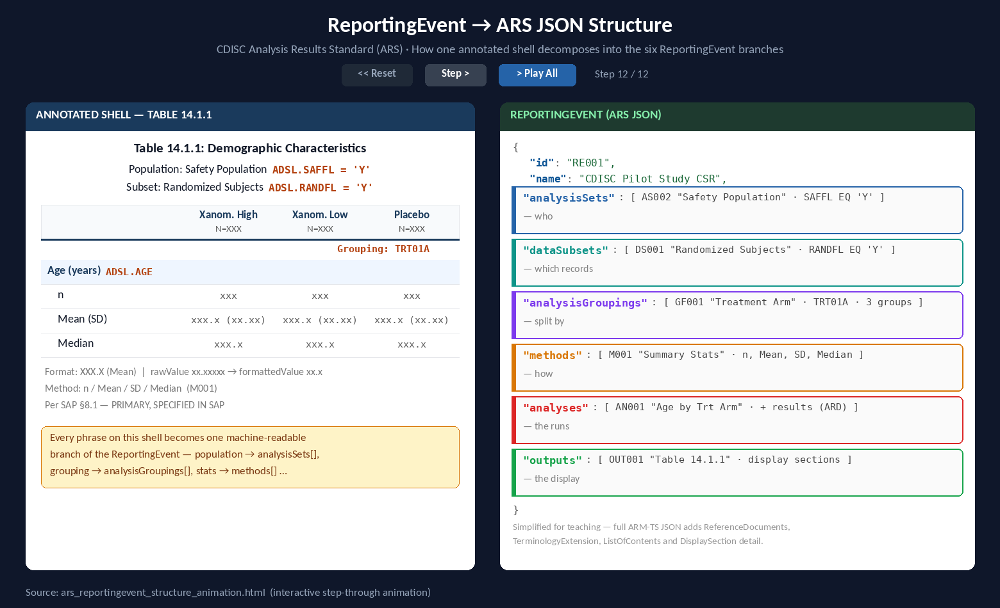 ReportingEvent → ARS JSON Structure
CDISC Analysis Results Standard (ARS) · How one annotated shell decomposes into the six ReportingEvent branches
<< Reset Step > > Play All Step 12 / 12
ANNOTATED SHELL — TABLE 14.1.1
Table 14.1.1: Demographic Characteristics
Population: Safety Population ADSL.SAFFL = 'Y'
Subset: Randomized Subjects ADSL.RANDFL = 'Y'
Xanom. High Xanom. Low Placebo
N=XXX N=XXX N=XXX
Grouping: TRT01A
Age (years) ADSL.AGE
n xxx xxx xxx
Mean (SD) xxx.x (xx.xx) xxx.x (xx.xx) xxx.x (xx.xx)
Median xxx.x xxx.x xxx.x
Format: XXX.X (Mean) | rawValue xx.xxxxx → formattedValue xx.x
Method: n / Mean / SD / Median (M001)
Per SAP §8.1 — PRIMARY, SPECIFIED IN SAP
Every phrase on this shell becomes one machine-readable
branch of the ReportingEvent — population → analysisSets[],
grouping → analysisGroupings[], stats → methods[] ...
REPORTINGEVENT (ARS JSON)
{
"id": "RE001",
"name": "CDISC Pilot Study CSR",
"analysisSets" : [ AS002 "Safety Population" · SAFFL EQ 'Y' ]
— who
"dataSubsets" : [ DS001 "Randomized Subjects" · RANDFL EQ 'Y' ]
— which records
"analysisGroupings" : [ GF001 "Treatment Arm" · TRT01A · 3 groups ]
— split by
"methods" : [ M001 "Summary Stats" · n, Mean, SD, Median ]
— how
"analyses" : [ AN001 "Age by Trt Arm" · + results (ARD) ]
— the runs
"outputs" : [ OUT001 "Table 14.1.1" · display sections ]
— the display
}
Simplified for teaching — full ARM-TS JSON adds ReferenceDocuments,
TerminologyExtension, ListOfContents and DisplaySection detail.
Source: ars_reportingevent_structure_animation.html (interactive step-through animation)